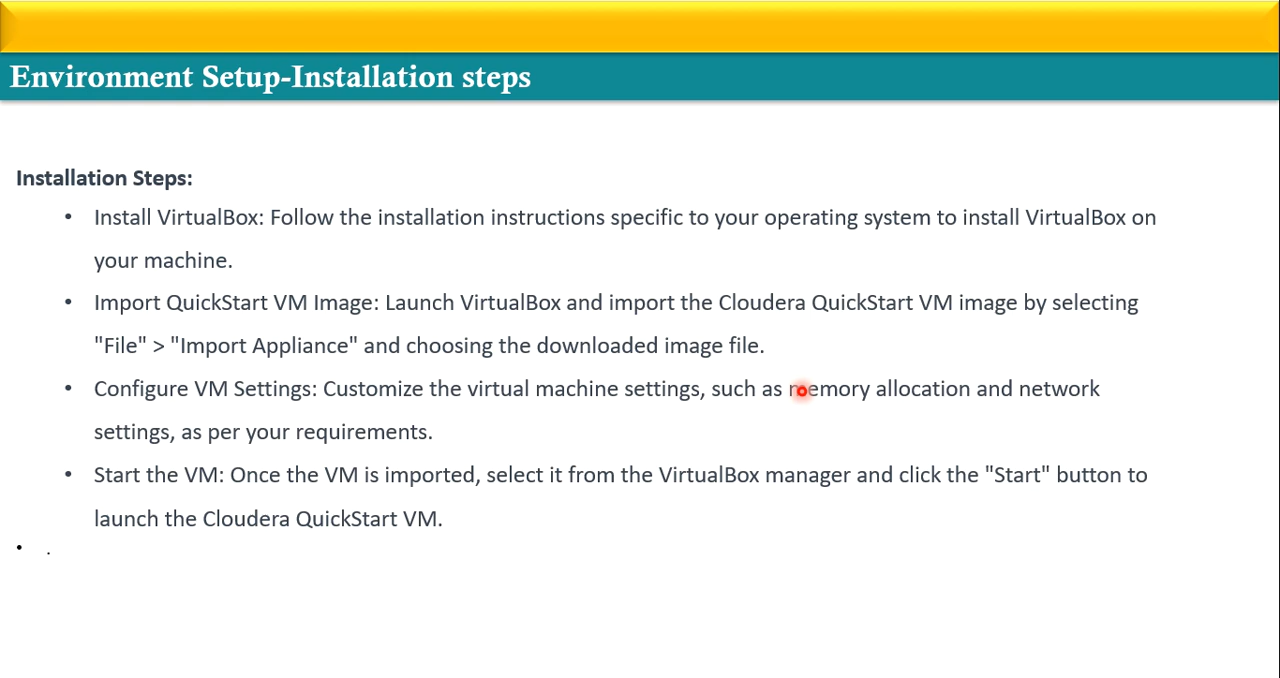 Environment Setup-Installation steps
Installation Steps:
• Install VirtualBox: Follow the installation instructions specific to your operating system to install VirtualBox on
your machine.
• Import QuickStart VM Image: Launch VirtualBox and import the Cloudera QuickStart VM image by selecting
"File" > "Import Appliance" and choosing the downloaded image file.
• Configure VM Settings: Customize the virtual machine settings, such as memory allocation and network
settings, as per your requirements.
• Start the VM: Once the VM is imported, select it from the VirtualBox manager and click the "Start" button to
launch the Cloudera QuickStart VM.
• .